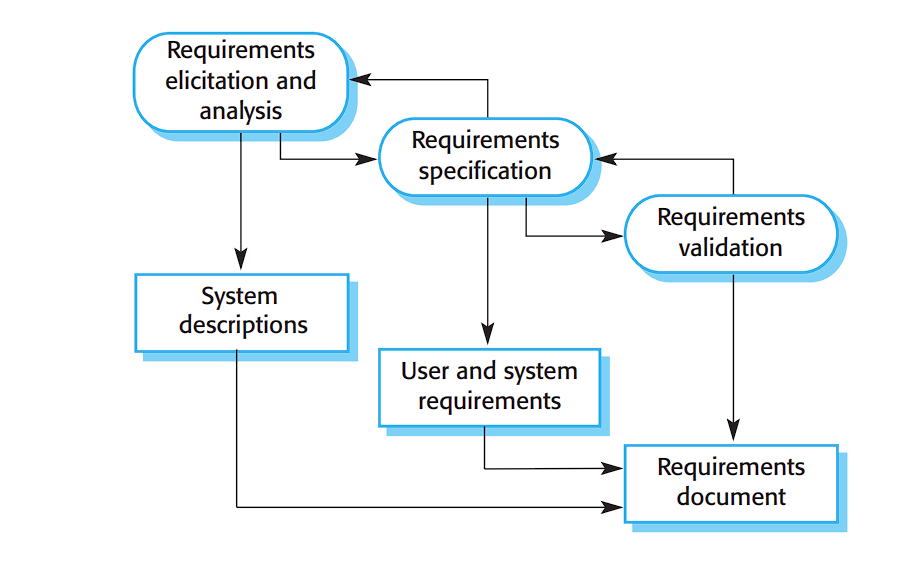 Requirements
elicitation and
analysis
Requirements
specification
Requirements
validation
System
descriptions
User and system
requirements
Requirements
document